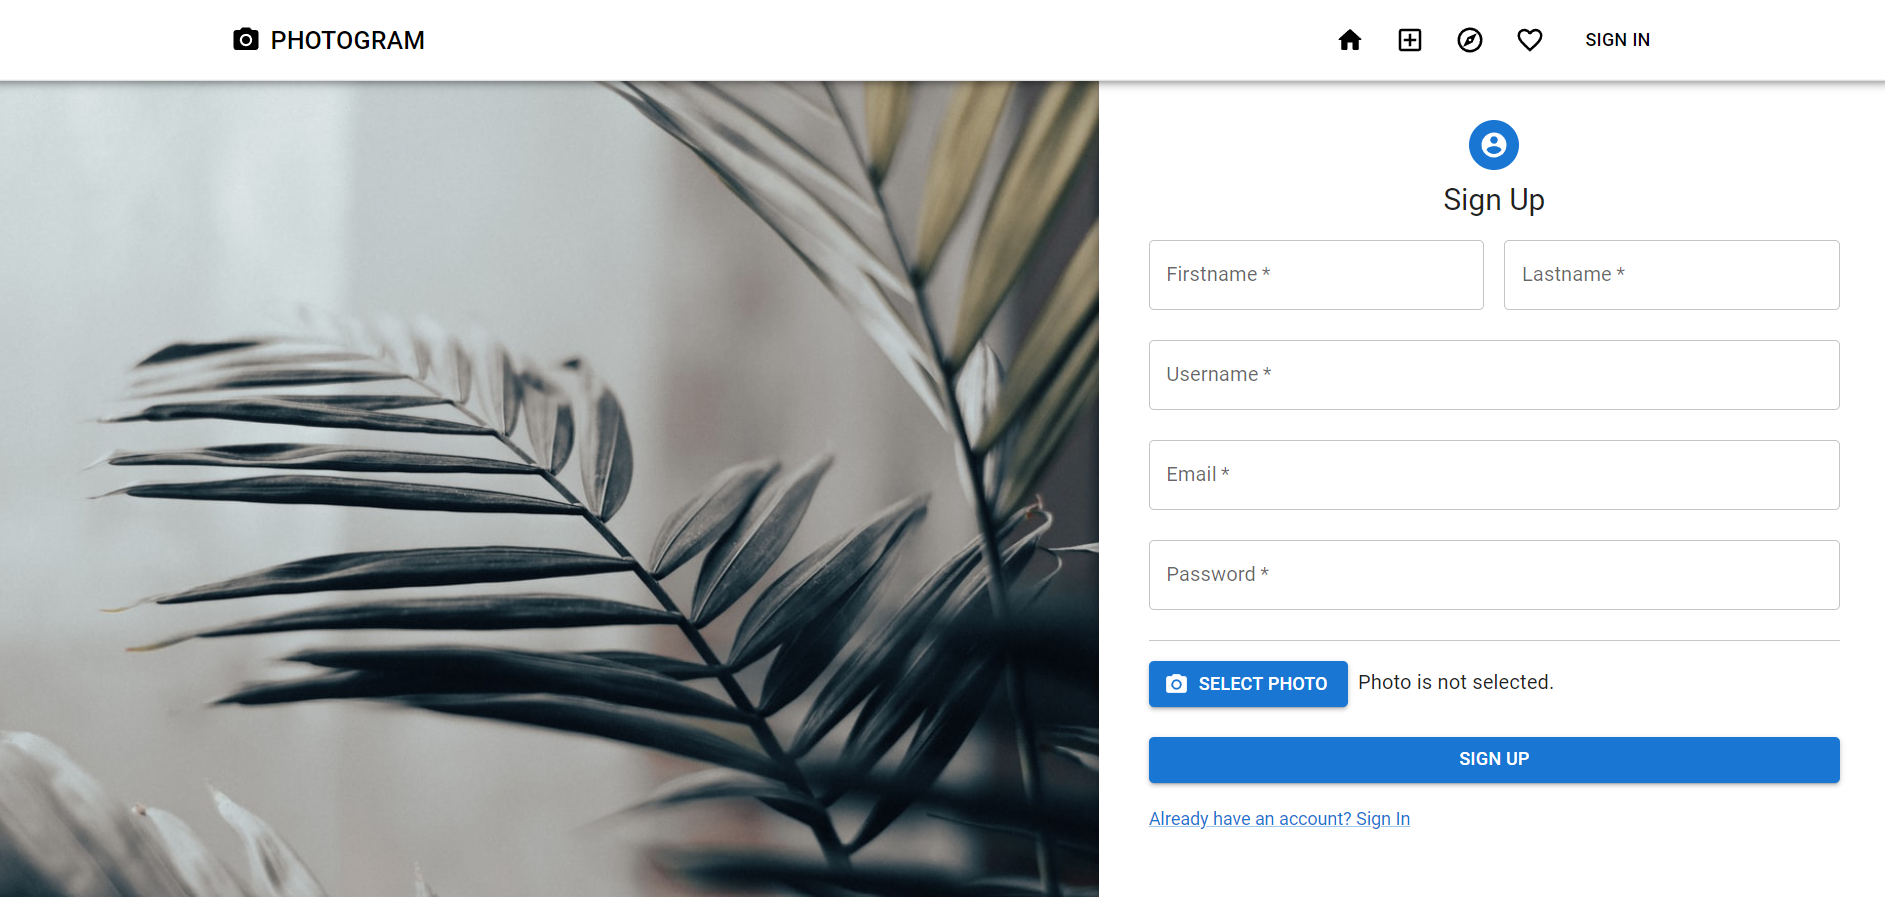 PHOTOGRAM
SIGN IN
Sign Up
Firstname *
Lastname *
Username *
Email *
Password *
SELECT PHOTO
Photo is not selected.
SIGN UP
Already have an account? Sign In